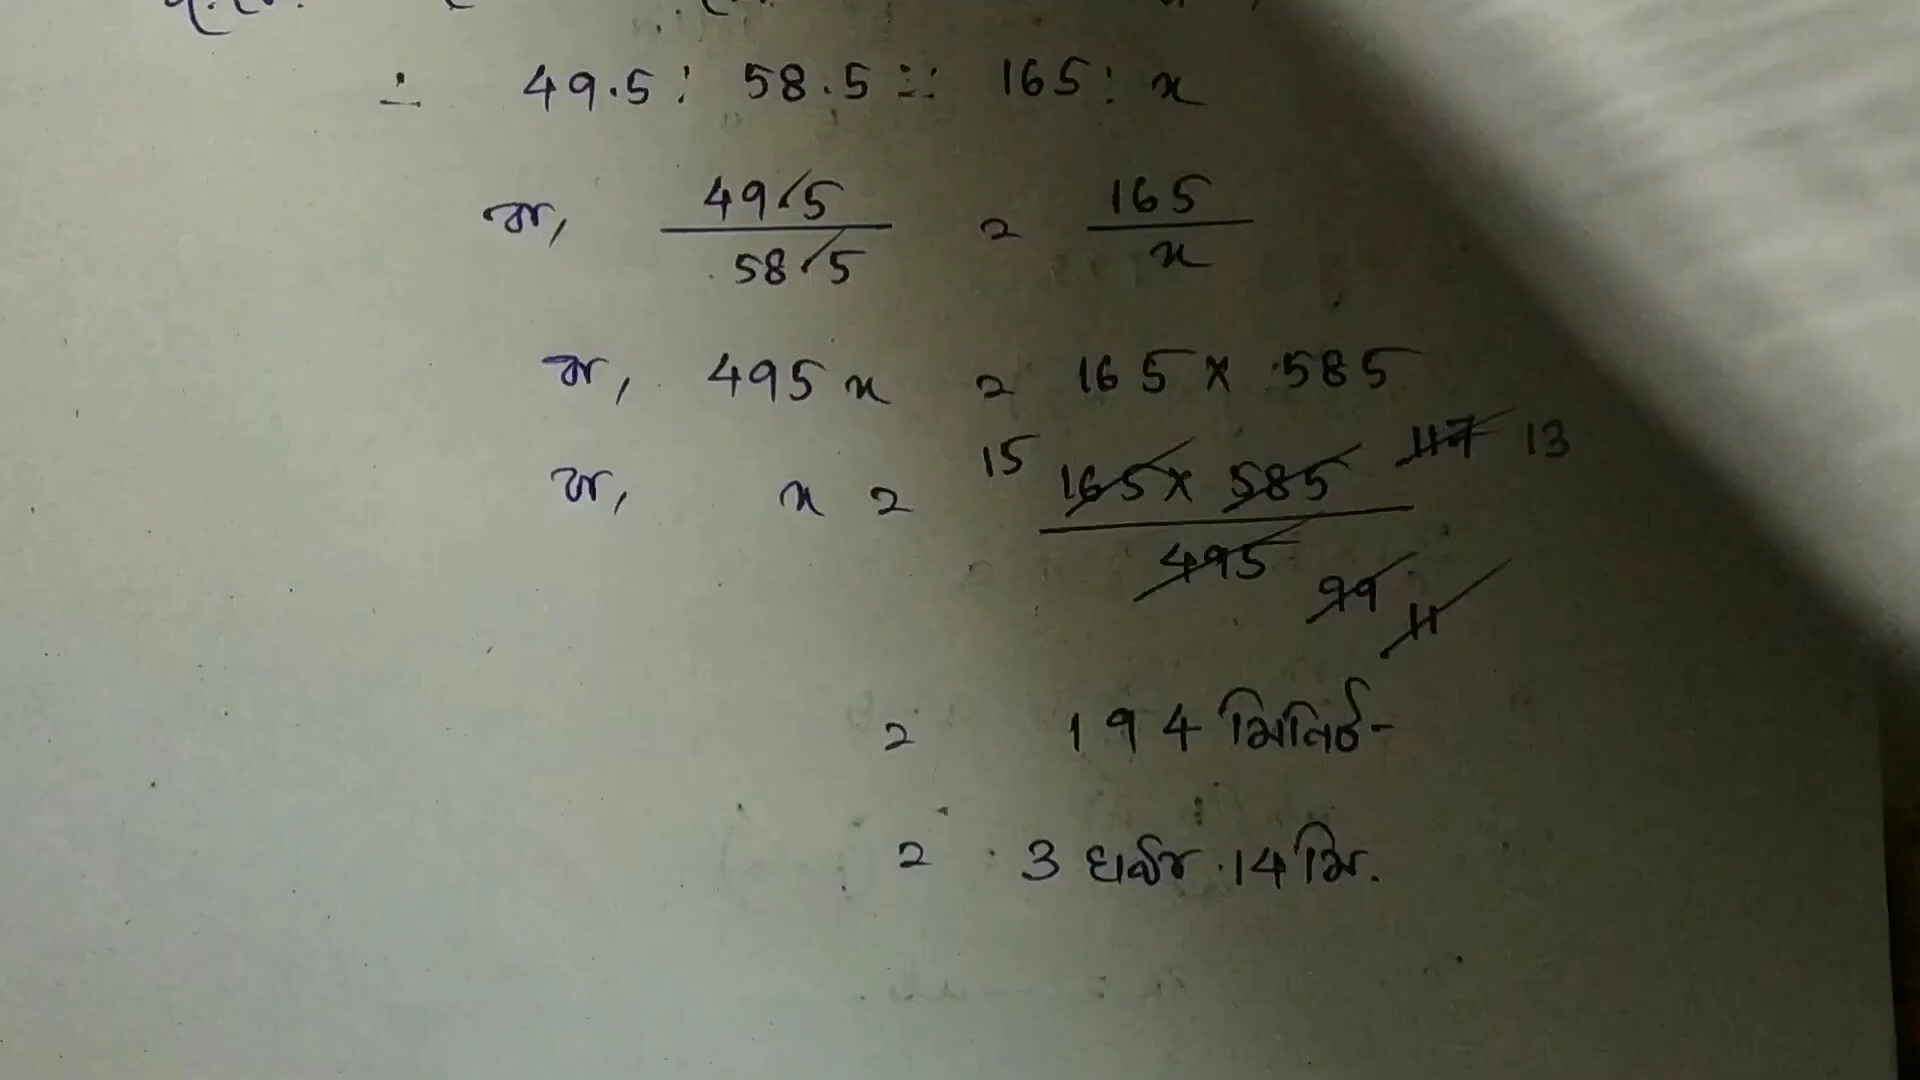 ∴ 49.5 : 58.5 :: 165 : x
বা, 49.5 / 58.5 = 165 / x
বা, 495 x = 165 × 585
বা, x = 15 165 × 585 117 13 / 495 99 11
= 194 মিনিট
= 3 ঘন্টা 14 মি.